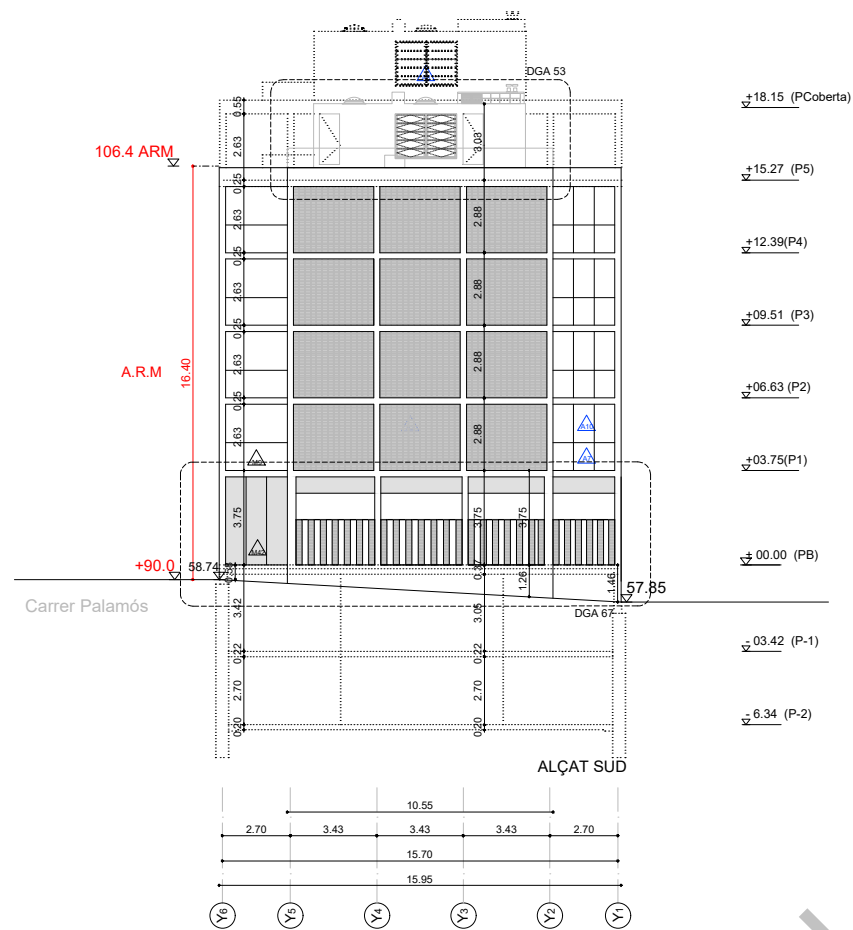 DGA 53
+18.15 (PCoberta)
0.55
2.63
3.03
106.4 ARM
+15.27 (P5)
0.25
2.63
2.88
+12.39(P4)
0.25
2.63
2.88
+09.51 (P3)
0.25
A.R.M
16.40
2.63
2.88
+06.63 (P2)
0.25
2.63
2.88
A10
A7
+03.75(P1)
3.75
3.75
3.75
M42
+90.0
58.74
+ 00.00 (PB)
0.37
1.26
1.46
57.85
Carrer Palamós
3.42
3.05
DGA 67
- 03.42 (P-1)
0.22
0.22
2.70
2.70
- 6.34 (P-2)
0.20
0.20
ALÇAT SUD
10.55
2.70 3.43 3.43 3.43 2.70
15.70
15.95
Y6 Y5 Y4 Y3 Y2 Y1